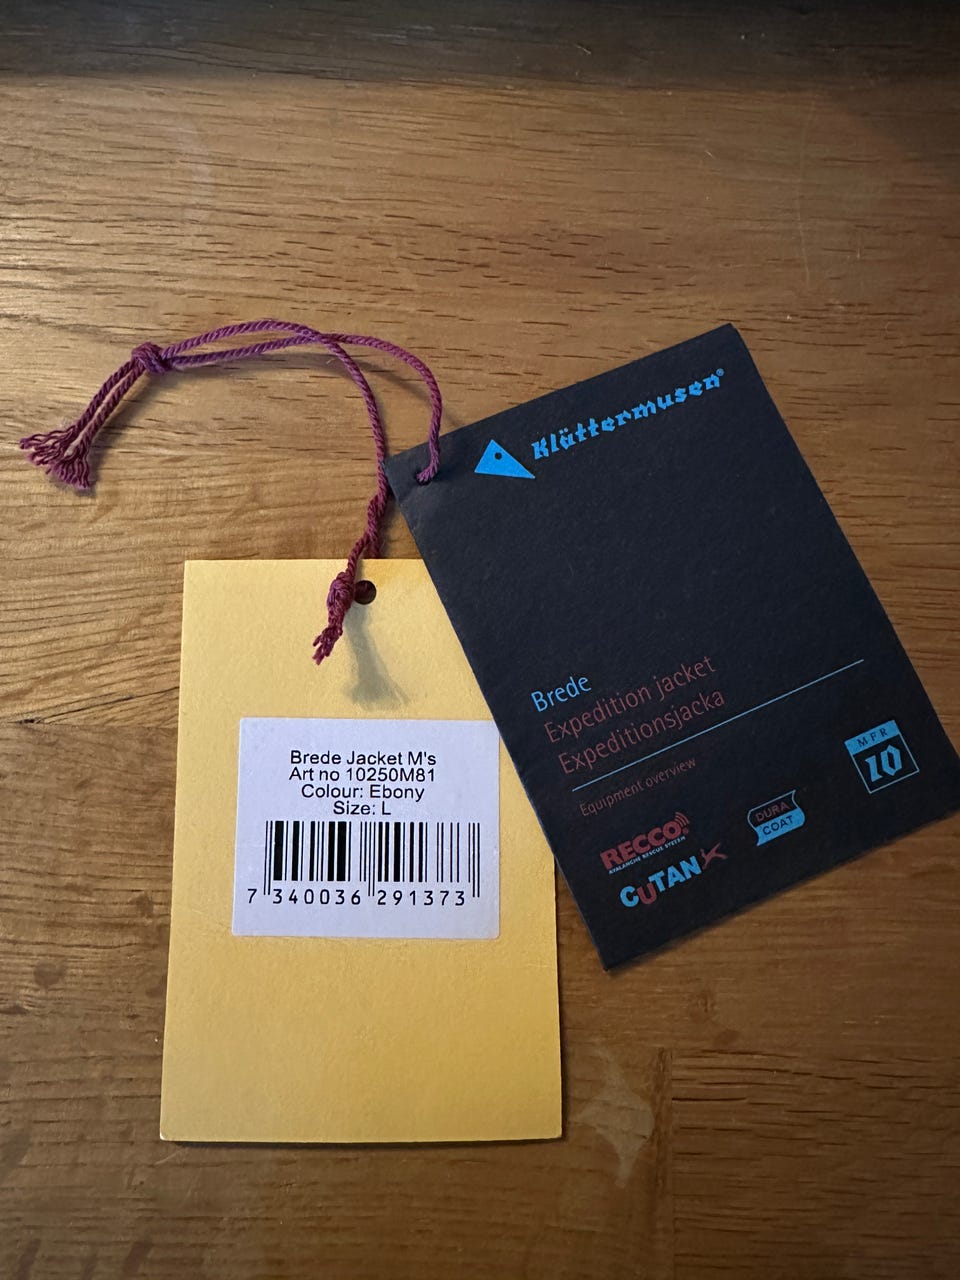 Klättermusen®
Brede
Expedition jacket
Expeditionsjacka
Equipment overview
RECCO
AVALANCHE RESCUE SYSTEM
CUTAN
DURA
COAT
MFR
10
Brede Jacket M's
Art no 10250M81
Colour: Ebony
Size: L
7 340036 291373